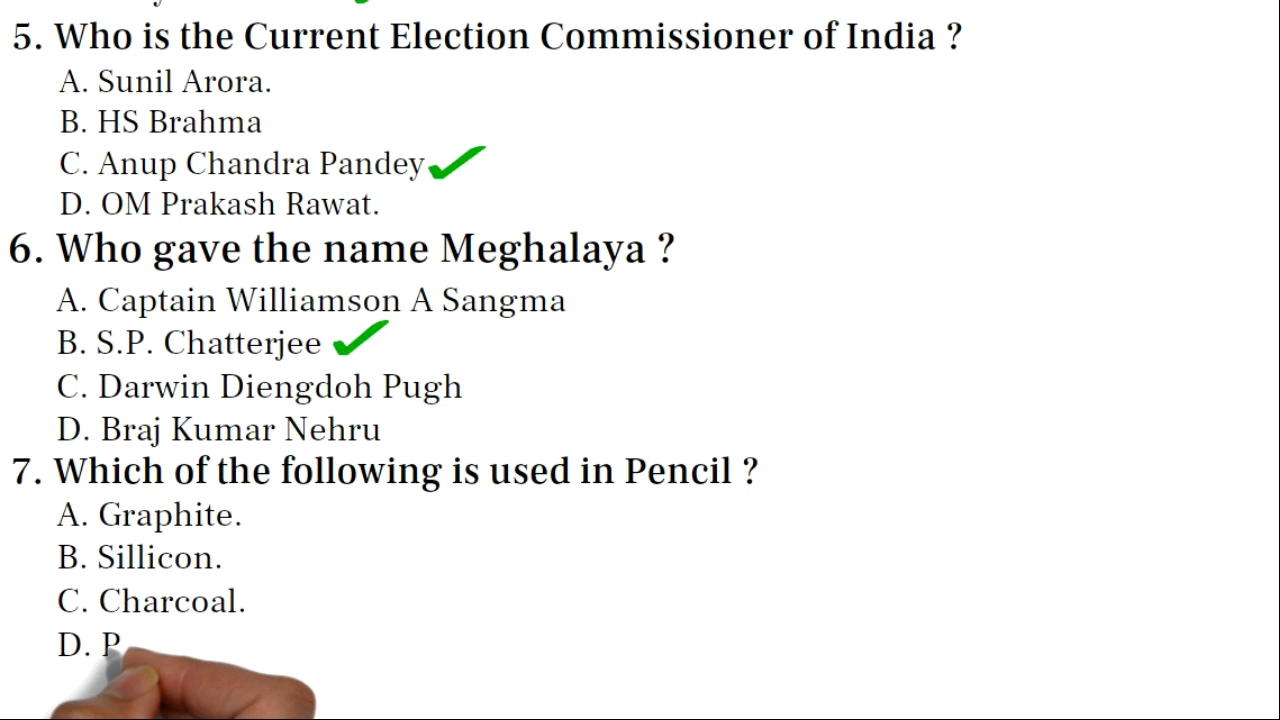 5. Who is the Current Election Commissioner of India ?
A. Sunil Arora.
B. HS Brahma
C. Anup Chandra Pandey
D. OM Prakash Rawat.
6. Who gave the name Meghalaya ?
A. Captain Williamson A Sangma
B. S.P. Chatterjee
C. Darwin Diengdoh Pugh
D. Braj Kumar Nehru
7. Which of the following is used in Pencil ?
A. Graphite.
B. Sillicon.
C. Charcoal.
D. P